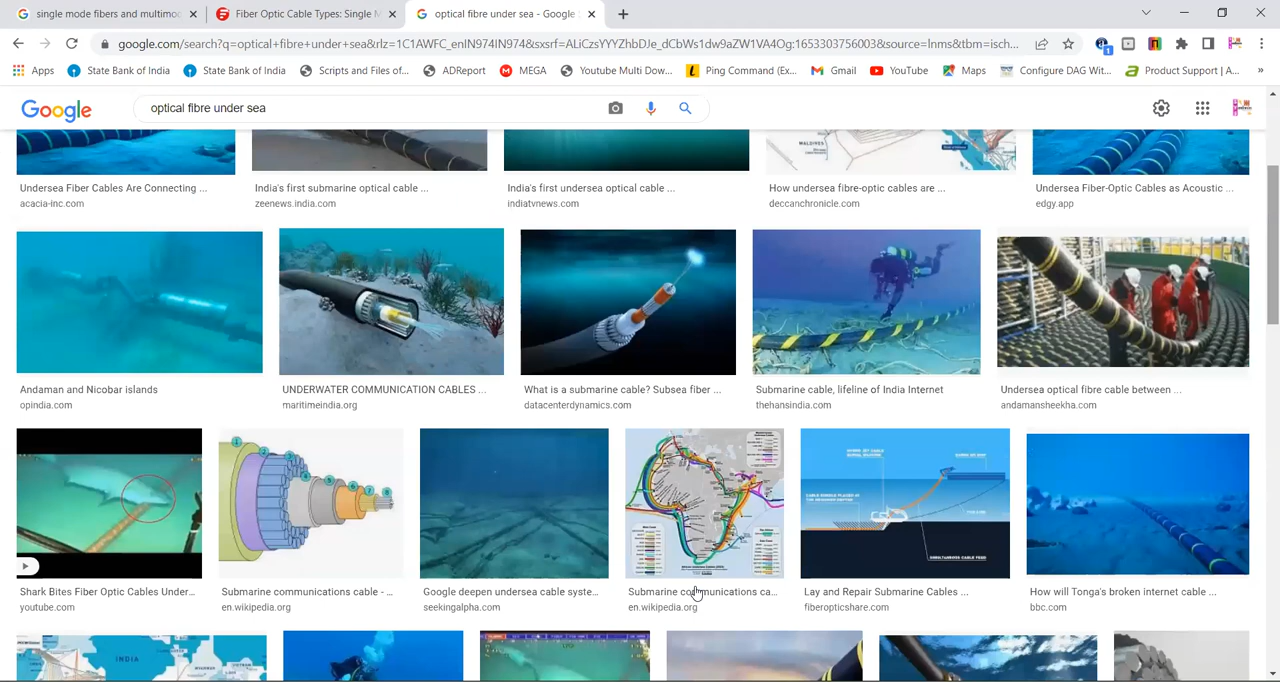 single mode fibers and multimod
Fiber Optic Cable Types: Single M
optical fibre under sea - Google
google.com/search?q=optical+fibre+under+sea&rlz=1C1AWFC_enIN974IN974&sxsrf=ALiCzsYYYZhbDJe_dCbWs1dw9aZW1VA4Og:1653303756003&source=lnms&tbm=isch...
Apps
State Bank of India
State Bank of India
Scripts and Files of...
ADReport
MEGA
Youtube Multi Dow...
Ping Command (Ex...
Gmail
YouTube
Maps
Configure DAG Wit...
Product Support | A...
Google
optical fibre under sea
Undersea Fiber Cables Are Connecting ...
acacia-inc.com
India's first submarine optical cable ...
zeenews.india.com
India's first undersea optical cable ...
indiatvnews.com
MALDIVES
How undersea fibre-optic cables are ...
deccanchronicle.com
Undersea Fiber-Optic Cables as Acoustic ...
edgy.app
Andaman and Nicobar islands
opindia.com
UNDERWATER COMMUNICATION CABLES ...
maritimeindia.org
What is a submarine cable? Subsea fiber ...
datacenterdynamics.com
Submarine cable, lifeline of India Internet
thehansindia.com
Undersea optical fibre cable between ...
andamansheekha.com
Shark Bites Fiber Optic Cables Under...
youtube.com
Submarine communications cable - ...
en.wikipedia.org
Google deepen undersea cable syste...
seekingalpha.com
Submarine communications ca...
en.wikipedia.org
Lay and Repair Submarine Cables ...
fiberopticshare.com
How will Tonga's broken internet cable ...
bbc.com
INDIA